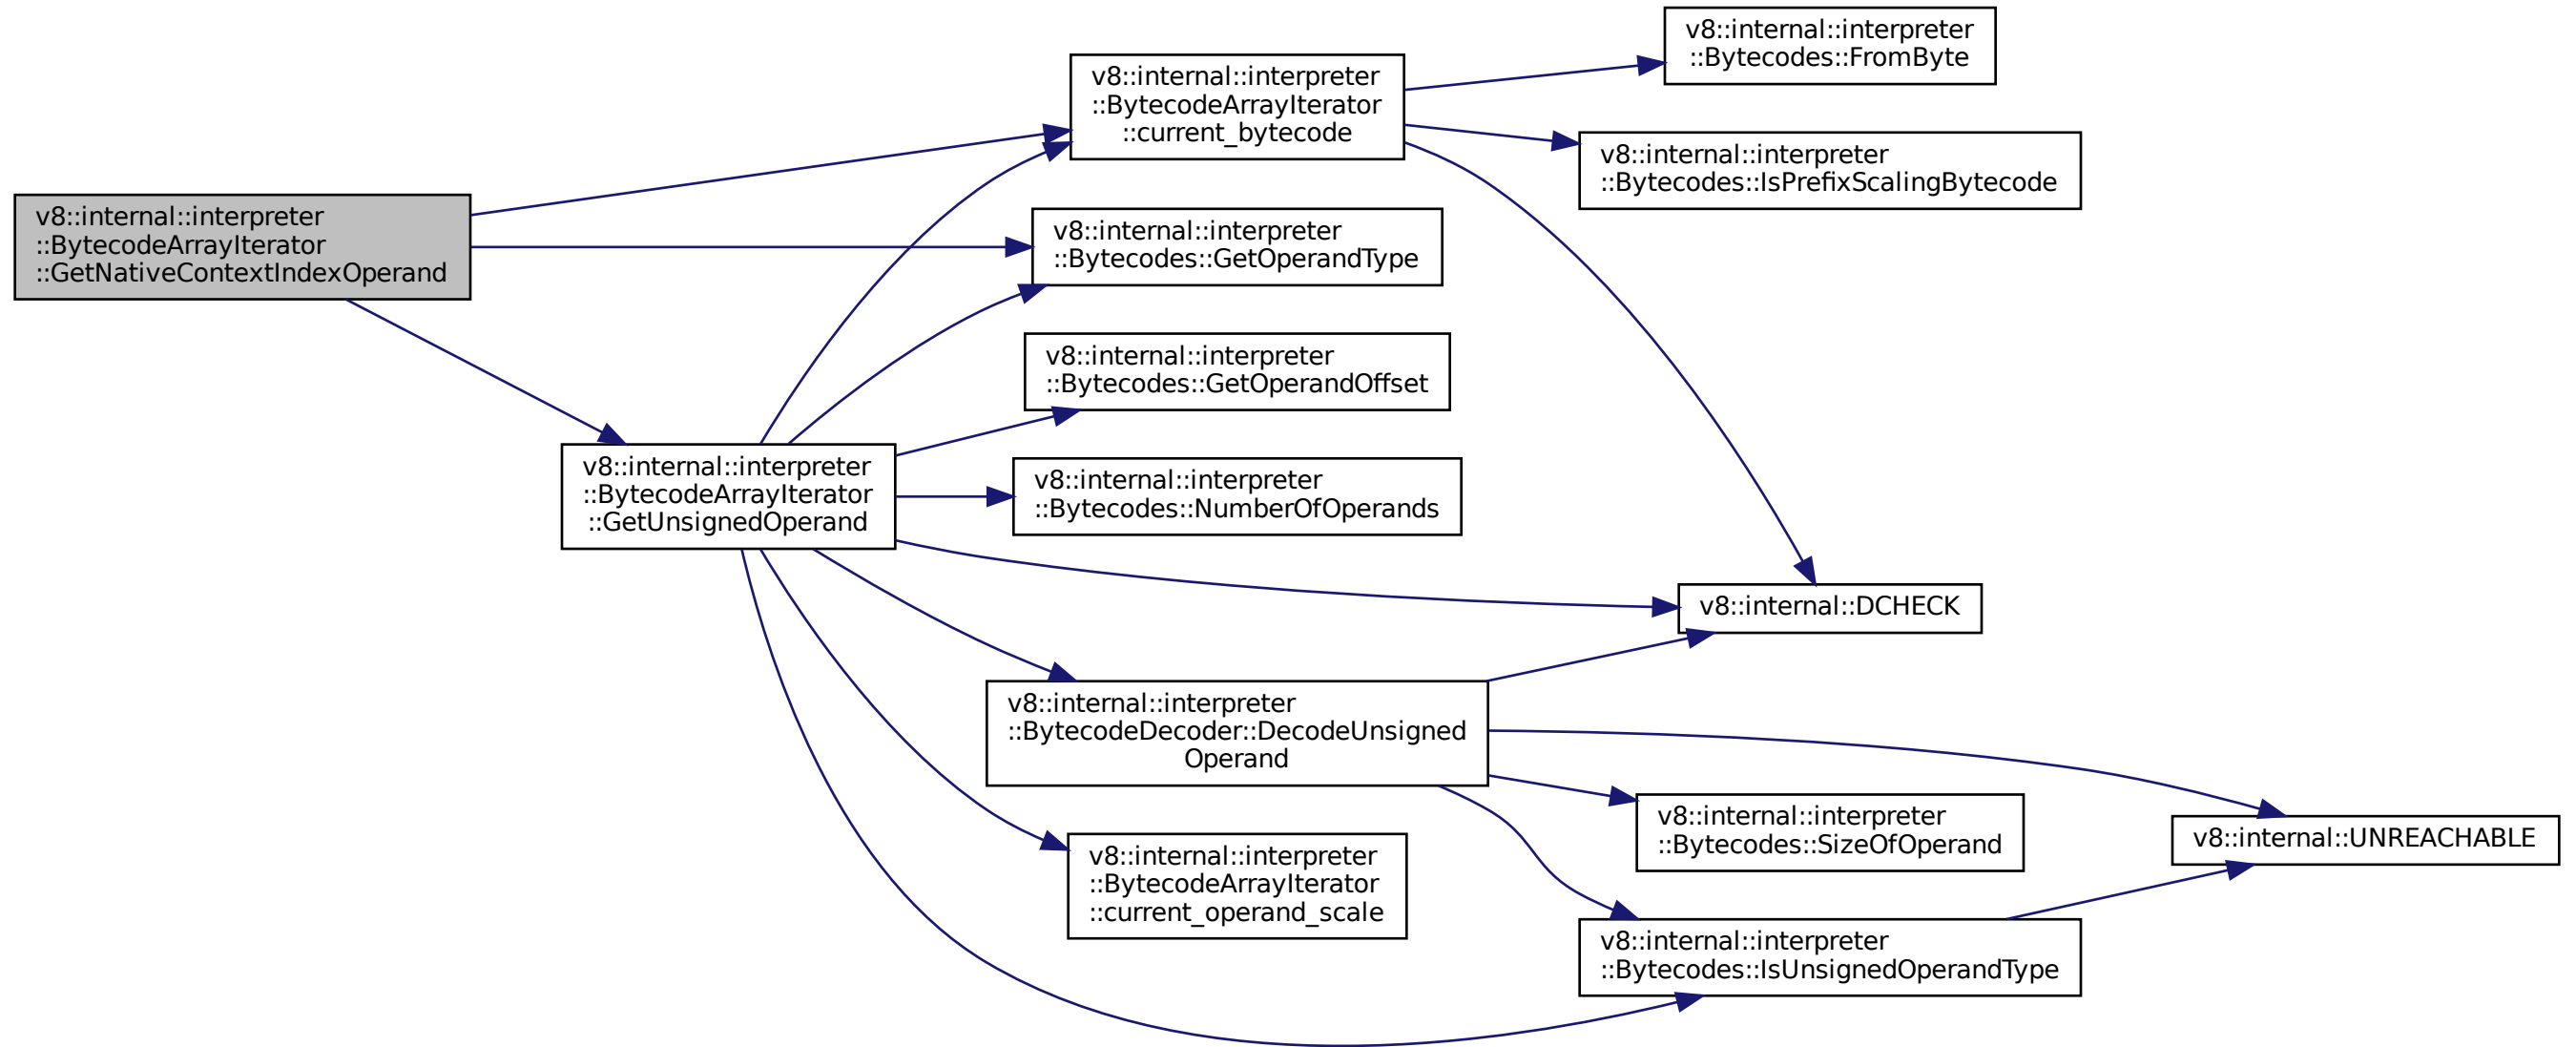 v8::internal::interpreter
::BytecodeArrayIterator
::GetNativeContextIndexOperand
v8::internal::interpreter
::BytecodeArrayIterator
::current_bytecode
v8::internal::interpreter
::Bytecodes::FromByte
v8::internal::interpreter
::Bytecodes::IsPrefixScalingBytecode
v8::internal::interpreter
::Bytecodes::GetOperandType
v8::internal::interpreter
::Bytecodes::GetOperandOffset
v8::internal::interpreter
::BytecodeArrayIterator
::GetUnsignedOperand
v8::internal::interpreter
::Bytecodes::NumberOfOperands
v8::internal::DCHECK
v8::internal::interpreter
::BytecodeDecoder::DecodeUnsigned
Operand
v8::internal::interpreter
::Bytecodes::SizeOfOperand
v8::internal::UNREACHABLE
v8::internal::interpreter
::BytecodeArrayIterator
::current_operand_scale
v8::internal::interpreter
::Bytecodes::IsUnsignedOperandType